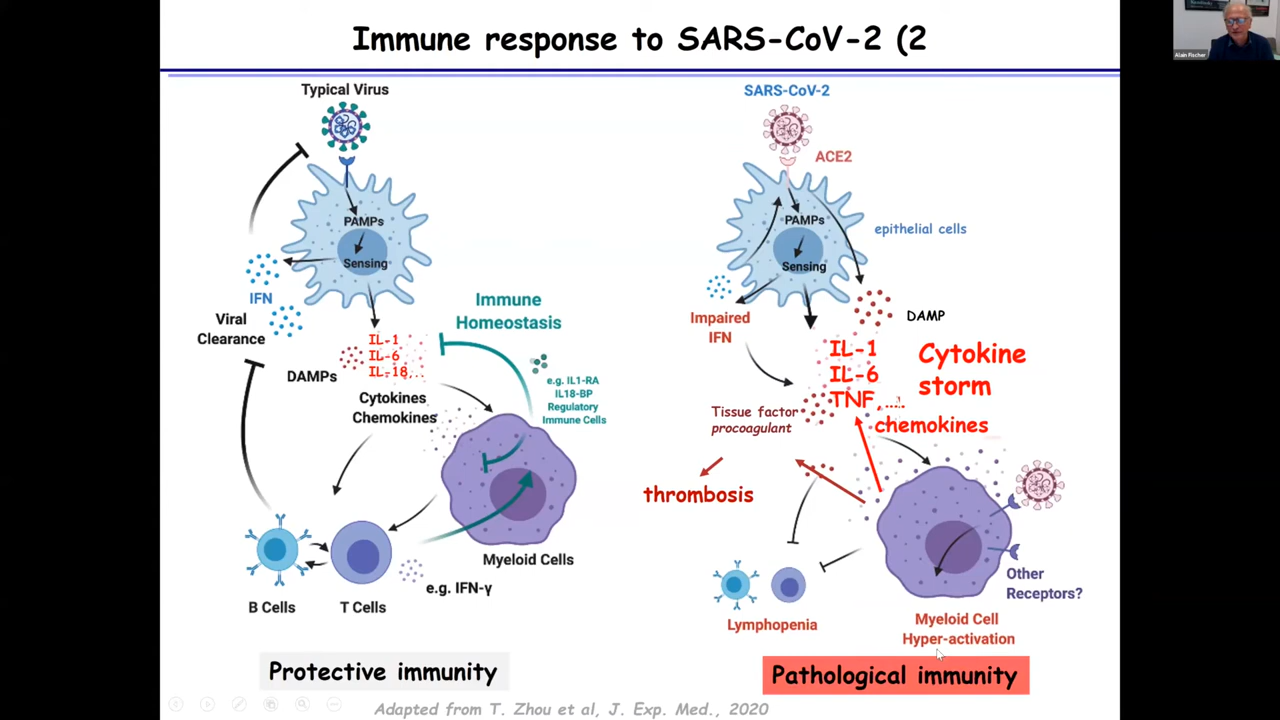 Immune response to SARS-CoV-2 (2
Alain Fischer
Typical Virus
PAMPs
Sensing
IFN
Viral
Clearance
Immune
Homeostasis
IL-1
IL-6
IL-18,..
DAMPs
Cytokines
Chemokines
e.g. IL1-RA
IL18-BP
Regulatory
Immune Cells
Myeloid Cells
B Cells
T Cells
e.g. IFN-γ
Protective immunity
SARS-CoV-2
ACE2
PAMPs
Sensing
epithelial cells
Impaired
IFN
DAMP
IL-1
IL-6
TNF,....
Cytokine
storm
chemokines
Tissue factor
procoagulant
thrombosis
Lymphopenia
Other
Receptors?
Myeloid Cell
Hyper-activation
Pathological immunity
Adapted from T. Zhou et al, J. Exp. Med., 2020